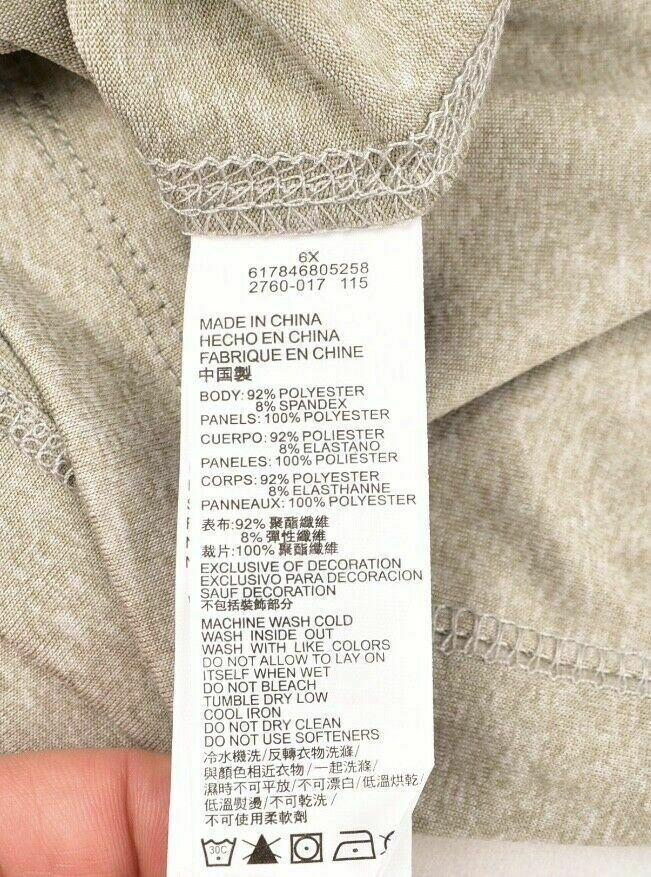 6X
617846805258
2760-017 115
MADE IN CHINA
HECHO EN CHINA
FABRIQUE EN CHINE
中国製
BODY: 92% POLYESTER
8% SPANDEX
PANELS: 100% POLYESTER
CUERPO: 92% POLIESTER
8% ELASTANO
PANELES: 100% POLIESTER
CORPS: 92% POLYESTER
8% ELASTHANNE
PANNEAUX: 100% POLYESTER
表布:92% 聚酯纖維
8% 彈性纖維
裁片:100% 聚酯纖維
EXCLUSIVE OF DECORATION
EXCLUSIVO PARA DECORACION
SAUF DECORATION
不包括裝飾部分
MACHINE WASH COLD
WASH INSIDE OUT
WASH WITH LIKE COLORS
DO NOT ALLOW TO LAY ON
ITSELF WHEN WET
DO NOT BLEACH
TUMBLE DRY LOW
COOL IRON
DO NOT DRY CLEAN
DO NOT USE SOFTENERS
冷水機洗/反轉衣物洗滌/
與顏色相近衣物/一起洗滌/
濕時不可平放/不可漂白/低溫烘乾/
低溫熨燙/不可乾洗/
不可使用柔軟劑
30C